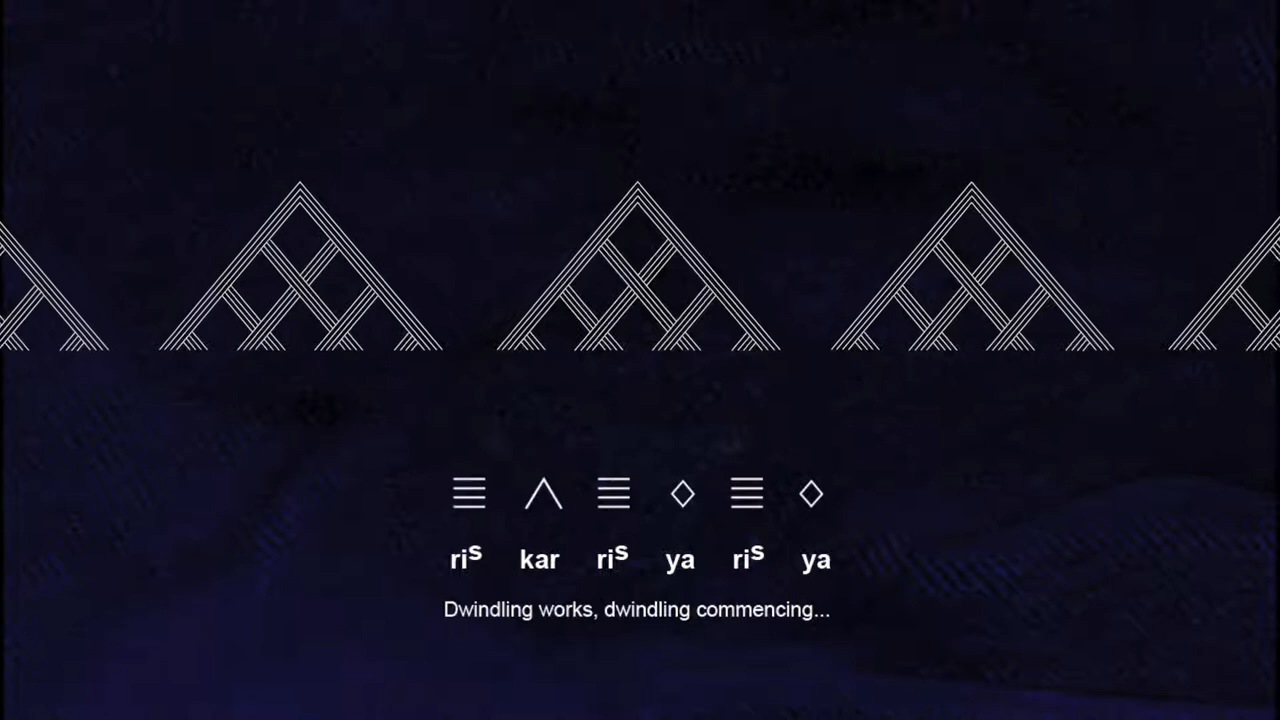 riˢ kar riˢ ya riˢ ya
Dwindling works, dwindling commencing...